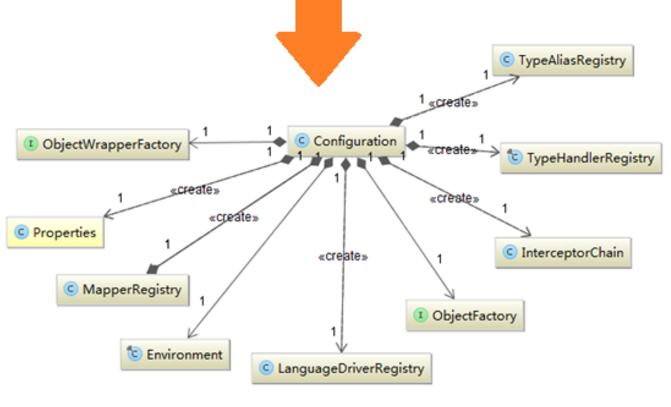 C TypeAliasRegistry
1
1 «create»
I ObjectWrapperFactory
1
1
C Configuration
1
«create»
1
C TypeHandlerRegistry
1
1
1
1
1
«create»
1
«create»
1
C Properties
«create»
1
«create»
1
C InterceptorChain
1
C MapperRegistry
1
1
I ObjectFactory
1
C Environment
C LanguageDriverRegistry